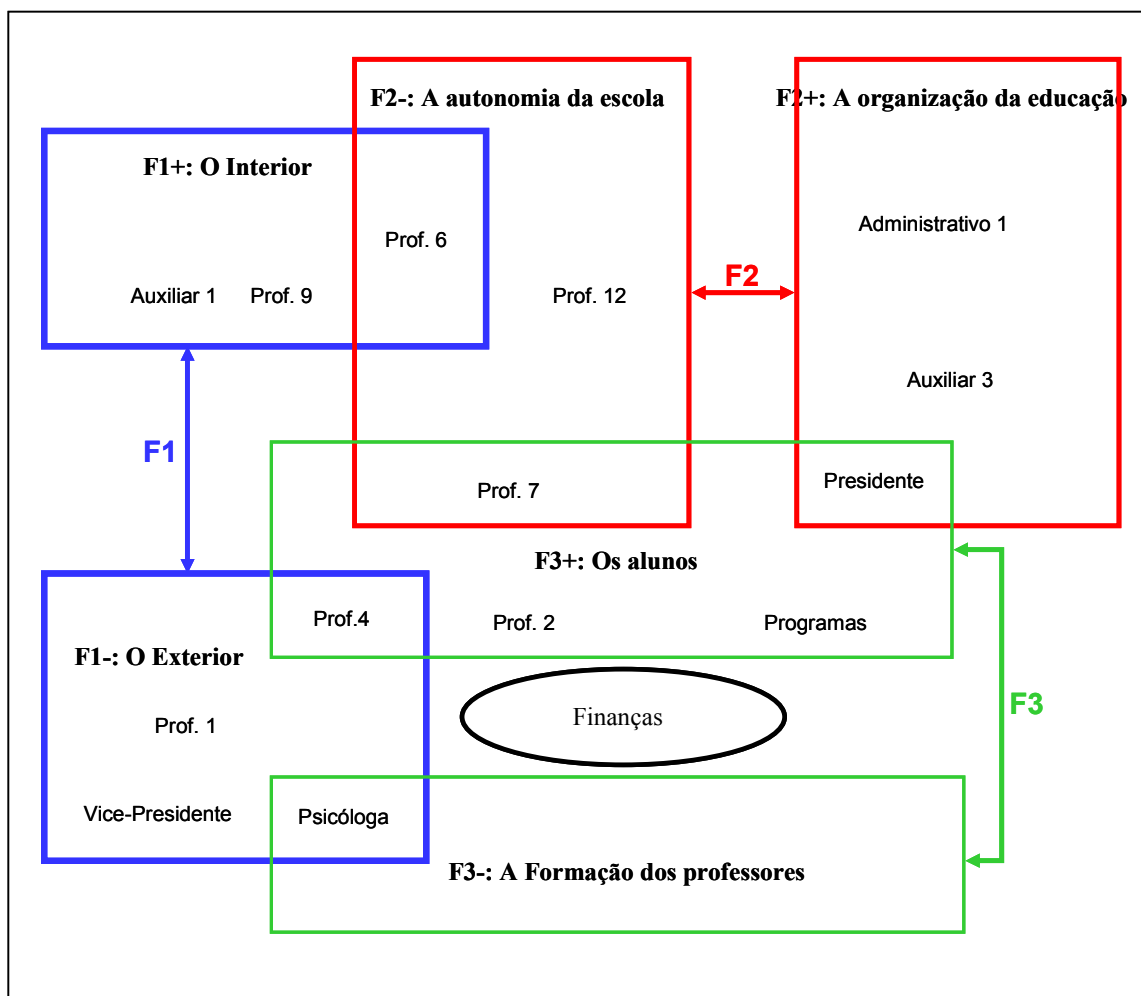 F2-: A autonomia da escola
F2+: A organização da educação
F1+: O Interior
Prof. 6
Administrativo 1
Auxiliar 1
Prof. 9
Prof. 12
F2
Auxiliar 3
F1
Prof. 7
Presidente
F3+: Os alunos
Prof.4
Prof. 2
Programas
F1-: O Exterior
Prof. 1
Finanças
F3
Vice-Presidente
Psicóloga
F3-: A Formação dos professores